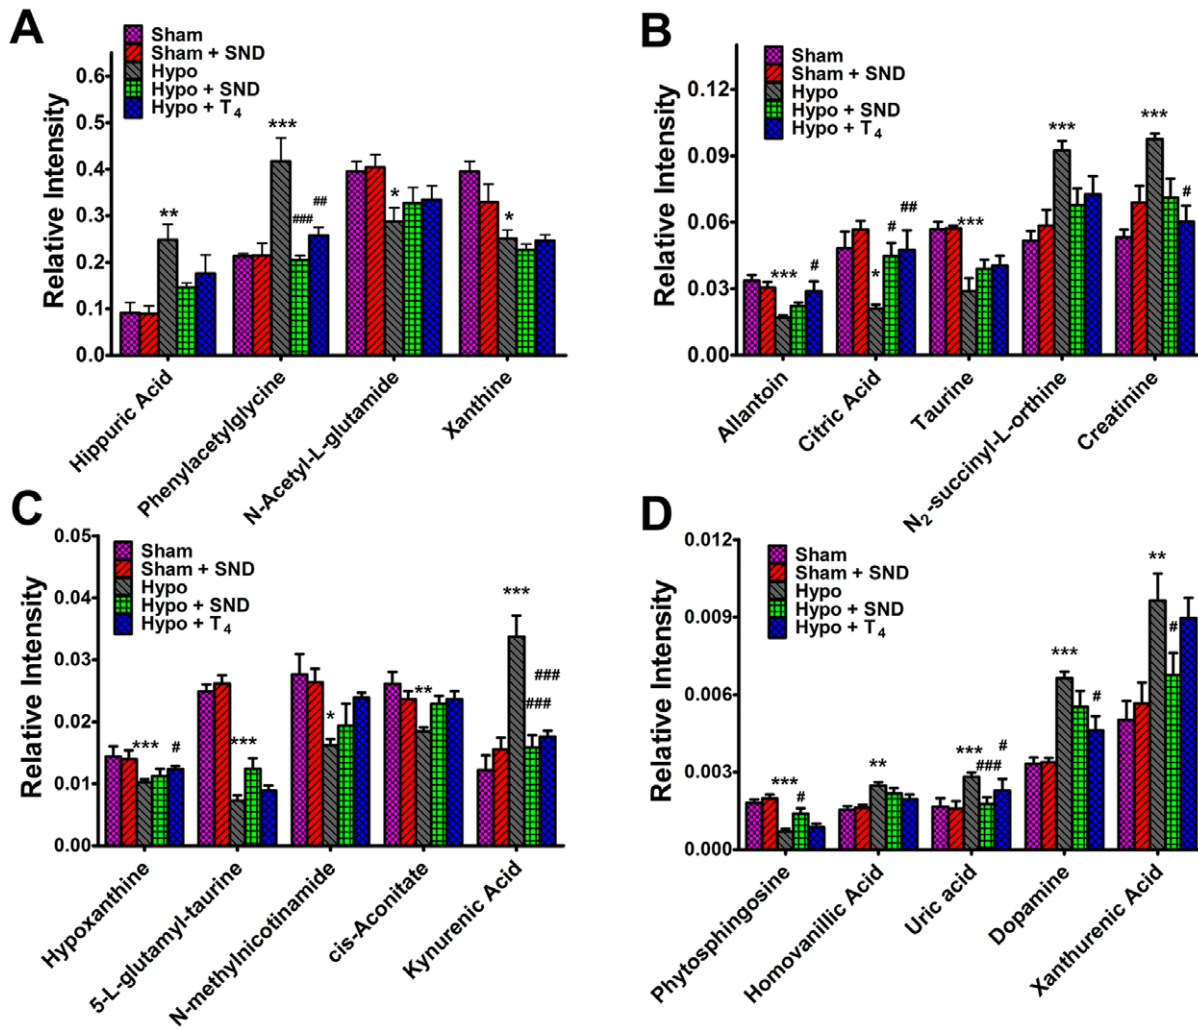 A
Sham
Sham + SND
Hypo
Hypo + SND
Hypo + T4
Relative Intensity
0.6
0.5
0.4
0.3
0.2
0.1
0.0
**
***
###
##
*
*
Hippuric Acid
Phenylacetylglycine
N-Acetyl-L-glutamide
Xanthine
B
Sham
Sham + SND
Hypo
Hypo + SND
Hypo + T4
Relative Intensity
0.12
0.09
0.06
0.03
0.00
***
#
*
#
##
***
***
***
#
Allantoin
Citric Acid
Taurine
N2-succinyl-L-orthine
Creatinine
C
Sham
Sham + SND
Hypo
Hypo + SND
Hypo + T4
Relative Intensity
0.05
0.04
0.03
0.02
0.01
0.00
***
#
***
*
**
***
###
###
Hypoxanthine
5-L-glutamyl-taurine
N-methylnicotinamide
cis-Aconitate
Kynurenic Acid
D
Sham
Sham + SND
Hypo
Hypo + SND
Hypo + T4
Relative Intensity
0.012
0.009
0.006
0.003
0.000
***
#
**
***
###
#
***
#
**
#
Phytosphingosine
Homovanillic Acid
Uric acid
Dopamine
Xanthurenic Acid